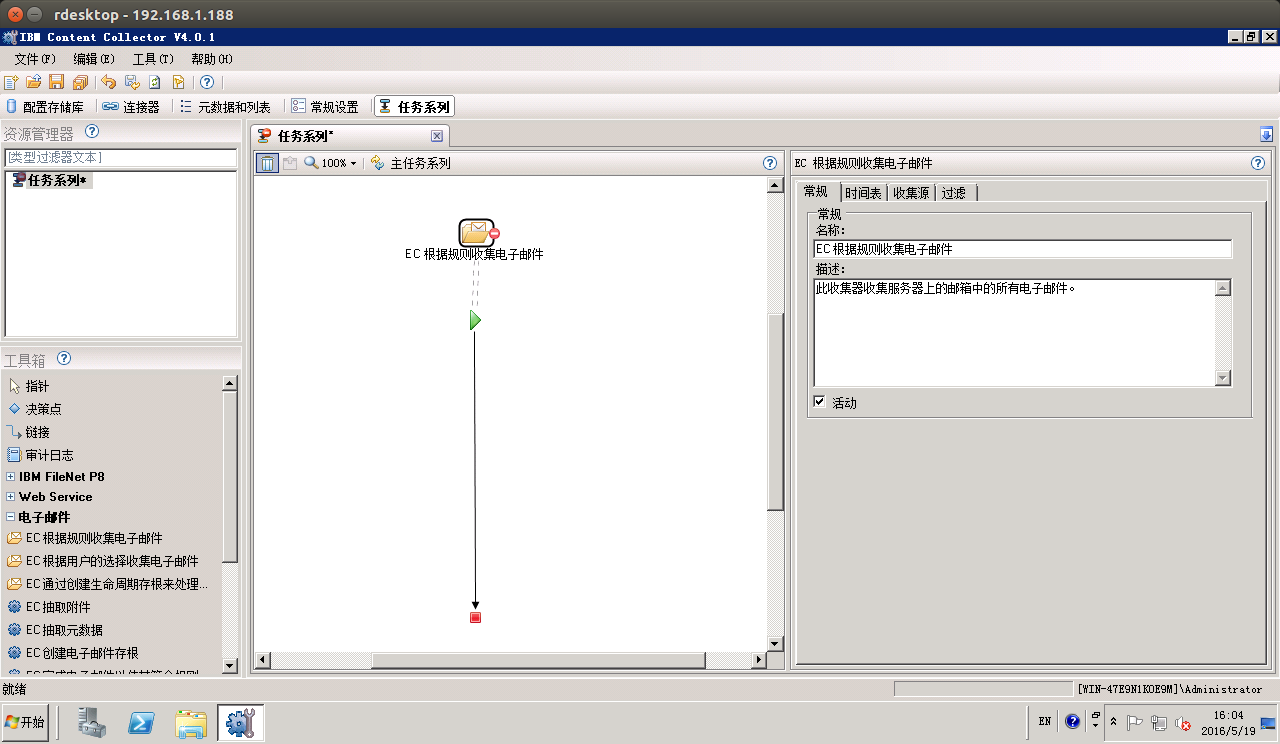 rdesktop - 192.168.1.188
IBM Content Collector V4.0.1
文件(F) 编辑(E) 工具(T) 帮助(H)
配置存储库 连接器 元数据和列表 常规设置 任务系列
资源管理器
[类型过滤器文本]
任务系列*
工具箱
指针
决策点
链接
审计日志
IBM FileNet P8
Web Service
电子邮件
EC 根据规则收集电子邮件
EC 根据用户的选择收集电子邮件
EC 通过创建生命周期存根来处理...
EC 抽取附件
EC 抽取元数据
EC 创建电子邮件存根
任务系列*
100% 主任务系列
EC 根据规则收集电子邮件
EC 根据规则收集电子邮件
常规 时间表 收集源 过滤
常规
名称:
EC 根据规则收集电子邮件
描述:
此收集器收集服务器上的邮箱中的所有电子邮件。
活动
就绪
[WIN-47E9N1KOE9M]\Administrator
开始
EN
16:04
2016/5/19